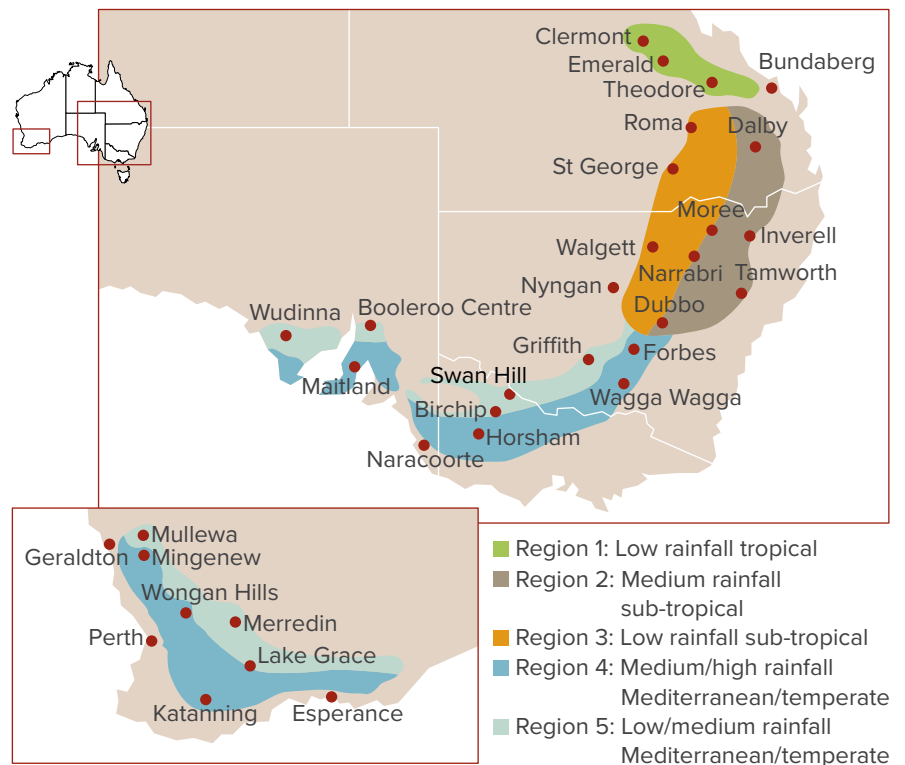 Clermont
Emerald
Bundaberg
Theodore
Roma
Dalby
St George
Moree
Walgett
Inverell
Narrabri
Tamworth
Nyngan
Dubbo
Wudinna
Booleroo Centre
Griffith
Forbes
Maitland
Swan Hill
Wagga Wagga
Birchip
Horsham
Naracoorte
Mullewa
Geraldton
Mingenew
Wongan Hills
Perth
Merredin
Lake Grace
Katanning
Esperance
Region 1: Low rainfall tropical
Region 2: Medium rainfall
sub-tropical
Region 3: Low rainfall sub-tropical
Region 4: Medium/high rainfall
Mediterranean/temperate
Region 5: Low/medium rainfall
Mediterranean/temperate